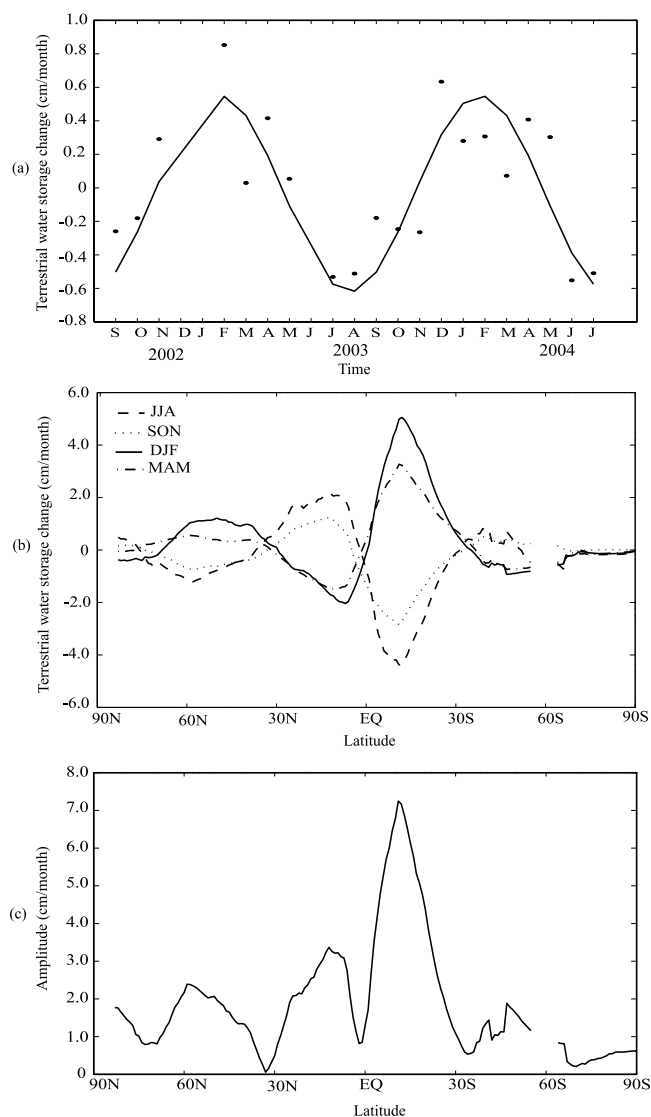 1.0
0.8
0.6
0.4
0.2
0
-0.2
-0.4
-0.6
-0.8
Terrestrial water storage change (cm/month)
(a)
S O N D J F M A M J J A S O N D J F M A M J J
2002 2003 2004
Time
6.0
4.0
2.0
0
-2.0
-4.0
-6.0
Terrestrial water storage change (cm/month)
(b)
JJA
SON
DJF
MAM
90N 60N 30N EQ 30S 60S 90S
Latitude
8.0
7.0
6.0
5.0
4.0
3.0
2.0
1.0
0
Amplitude (cm/month)
(c)
90N 60N 30N EQ 30S 60S 90S
Latitude